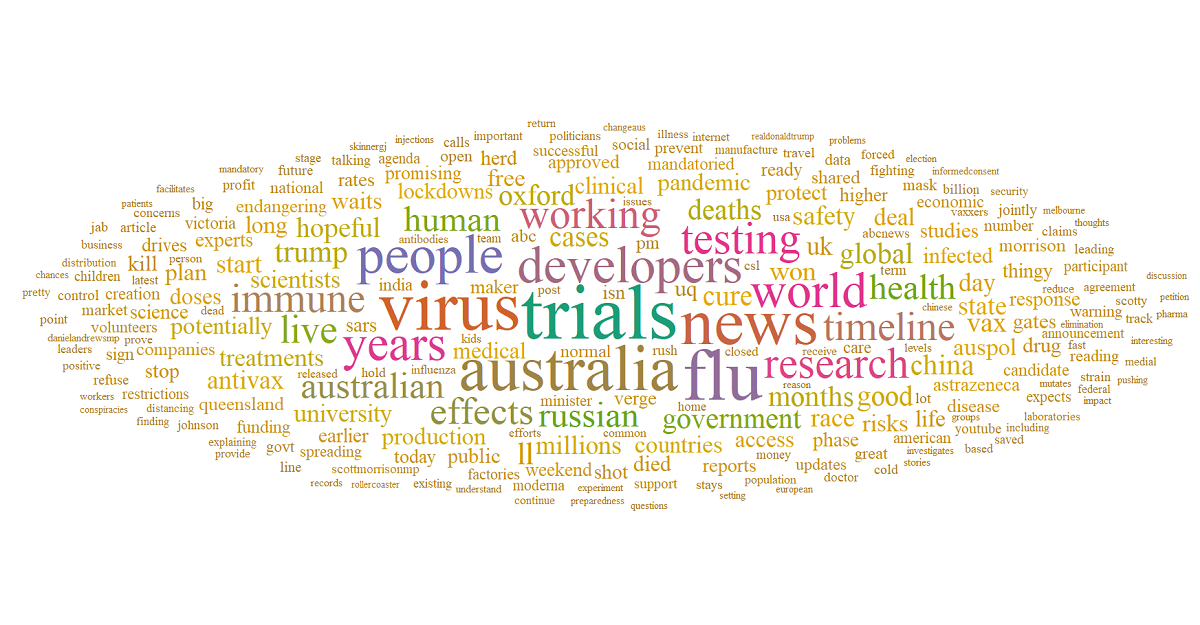 return
changeaus
skinnergj injections calls important politicians illness internet realdonaldtrump problems
stage talking agenda open herd successful social prevent manufacture travel data forced election
mandatory future rates promising free approved mandatoried ready shared fighting informedconsent
facilitates profit national lockdowns oxford clinical pandemic protect higher mask billion security
patients big endangering waits human working issues deaths usa safety deal economic vaxxers jointly melbourne
concerns victoria long hopeful antibodies team abc cases pm testing uk abcnews studies number claims thoughts
jab article experts trump people developers csl won global infected morrison leading
business drives start scientists india maker post isn uq cure world term health day thingy participant
distribution kill person plan immune virus trials news chinese state response reduce agreement discussion
chances children latest doses live sars kids timeline vax gates warning scotty petition
pretty control creation science dead potentially years medical normal rush closed receive care levels auspol elimination track pharma
point market volunteers prove treatments released hold influenza australia flu research china drug fast announcement interesting
danielandrewsmp companies antivax australian minister verge home reason months good lot astrazeneca candidate reading medial
leaders sign stop queensland university effects russian government race risks life disease expects mutates strain pushing
positive refuse restrictions funding earlier production efforts common access phase american groups youtube including federal impact
workers distancing johnson govt spreading today public ll millions countries money great investigates based saved laboratories
conspiracies finding explaining line scottmorrisonmp factories weekend shot died reports updates doctor cold stories
provide records rollercoaster existing understand moderna experiment support stays population european
continue preparedness questions setting